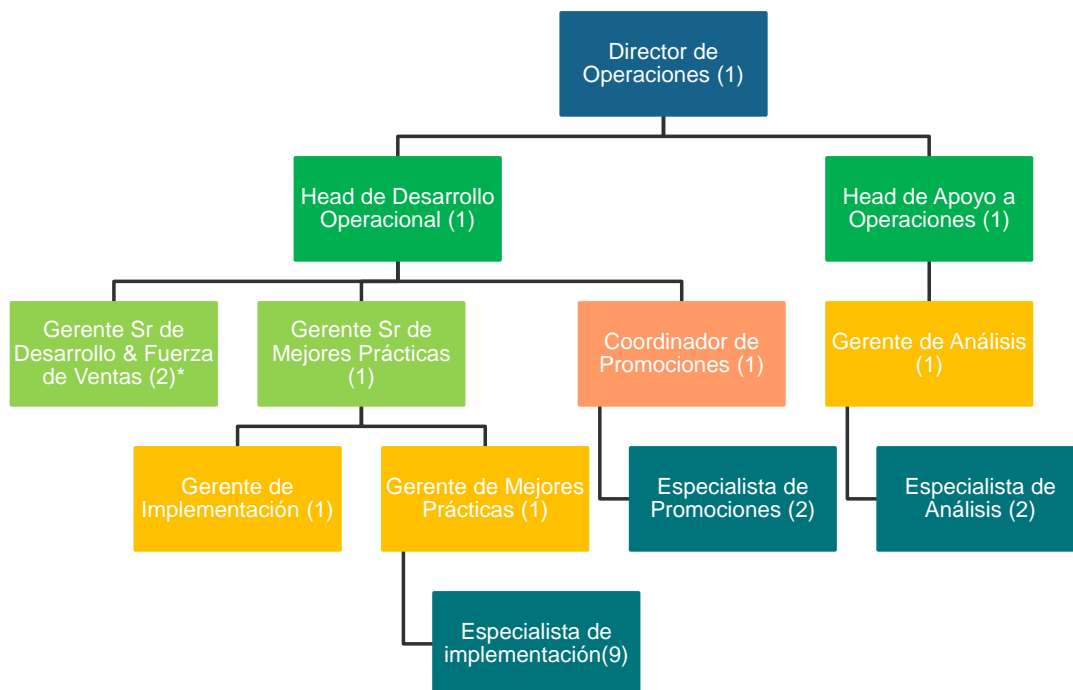 Director de
Operaciones (1)
Head de Desarrollo
Operacional (1)
Head de Apoyo a
Operaciones (1)
Gerente Sr de
Desarrollo & Fuerza
de Ventas (2)*
Gerente Sr de
Mejores Prácticas
(1)
Coordinador de
Promociones (1)
Gerente de Análisis
(1)
Gerente de
Implementación (1)
Gerente de Mejores
Prácticas (1)
Especialista de
Promociones (2)
Especialista de
Análisis (2)
Especialista de
implementación(9)